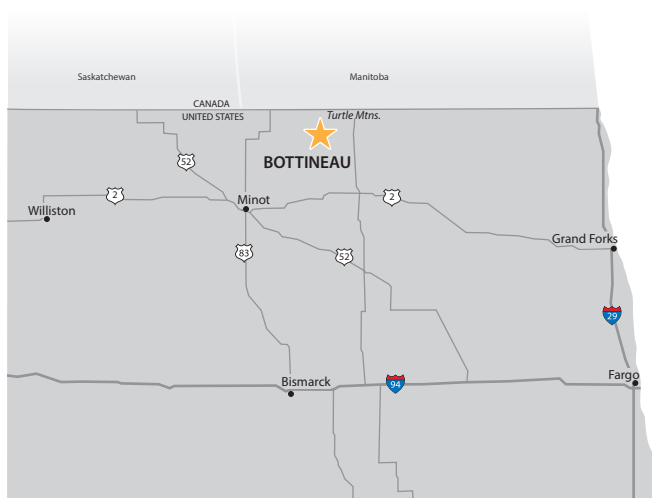 Saskatchewan
Manitoba
CANADA
UNITED STATES
Turtle Mtns.
BOTTINEAU
52
2
2
Minot
Williston
Grand Forks
83
52
29
Fargo
Bismarck
94